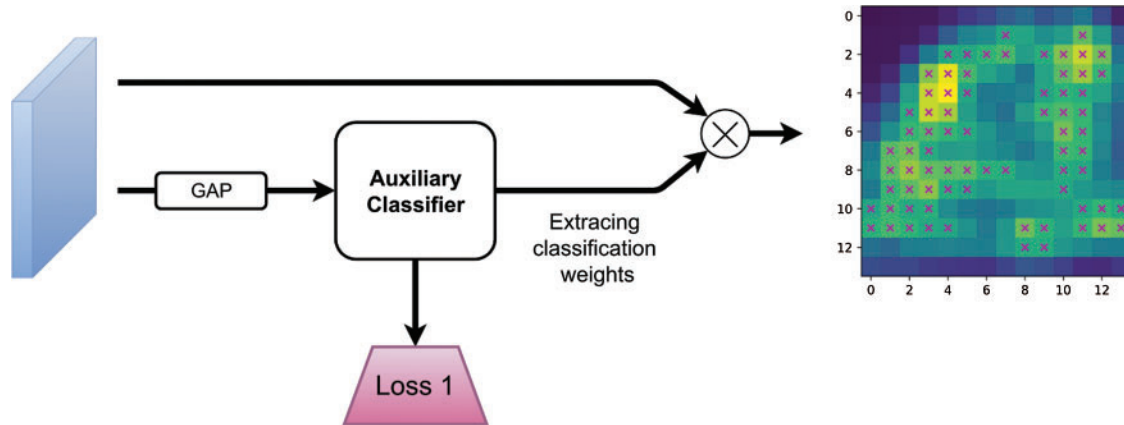 GAP
Auxiliary
Classifier
Extracing
classification
weights
Loss 1
0
2
4
6
8
10
12
0 2 4 6 8 10 12